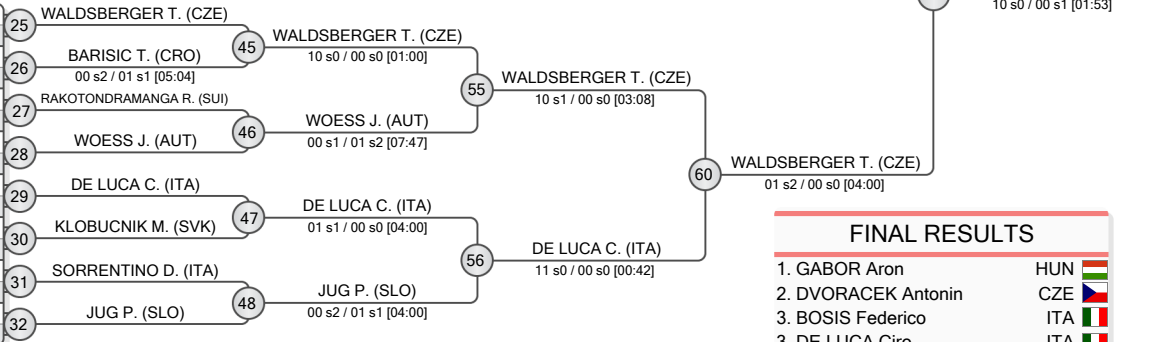 10 s0 / 00 s1 [01:53]
25
WALDSBERGER T. (CZE)
26
BARISIC T. (CRO)
00 s2 / 01 s1 [05:04]
45
WALDSBERGER T. (CZE)
10 s0 / 00 s0 [01:00]
27
RAKOTONDRAMANGA R. (SUI)
28
WOESS J. (AUT)
46
WOESS J. (AUT)
00 s1 / 01 s2 [07:47]
55
WALDSBERGER T. (CZE)
10 s1 / 00 s0 [03:08]
29
DE LUCA C. (ITA)
30
KLOBUCNIK M. (SVK)
47
DE LUCA C. (ITA)
01 s1 / 00 s0 [04:00]
31
SORRENTINO D. (ITA)
32
JUG P. (SLO)
48
JUG P. (SLO)
00 s2 / 01 s1 [04:00]
56
DE LUCA C. (ITA)
11 s0 / 00 s0 [00:42]
60
WALDSBERGER T. (CZE)
01 s2 / 00 s0 [04:00]
FINAL RESULTS
1. GABOR Aron HUN
2. DVORACEK Antonin CZE
3. BOSIS Federico ITA
3. DE LUCA Ciro ITA